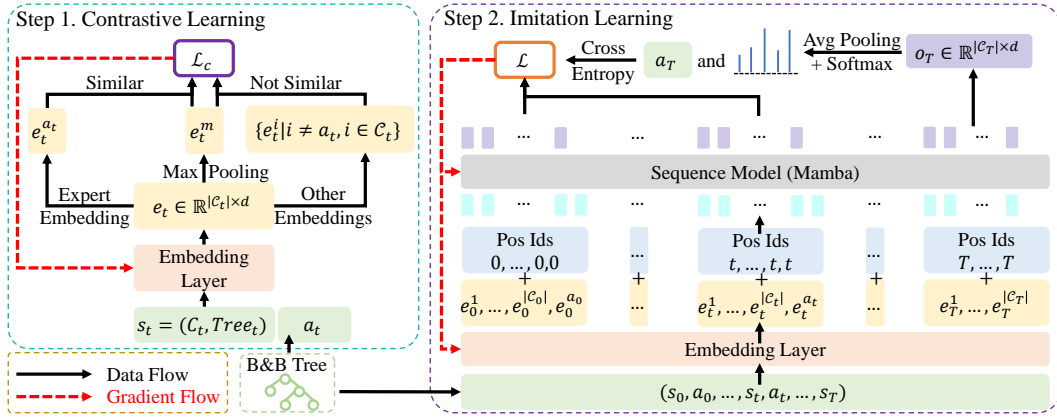 Step 1. Contrastive Learning
ℒ_c
Similar
Not Similar
e_t^{a_t}
e_t^m
{e_t^i|i ≠ a_t, i ∈ 𝒞_t}
Max Pooling
Expert
Embedding
e_t ∈ ℝ^{|𝒞_t|×d}
Other
Embeddings
Embedding
Layer
s_t = (C_t, Tree_t)
a_t
Data Flow
Gradient Flow
B&B Tree
Step 2. Imitation Learning
ℒ
Cross
Entropy
a_T
and
Avg Pooling
+ Softmax
o_T ∈ ℝ^{|𝒞_T|×d}
... ... ... ...
Sequence Model (Mamba)
... ... ... ...
Pos Ids
0, ..., 0,0
...
Pos Ids
t, ..., t, t
...
Pos Ids
T, ..., T
+ + + + +
e_0^1, ..., e_0^{|𝒞_0|}, e_0^{a_0}
...
e_t^1, ..., e_t^{|𝒞_t|}, e_t^{a_t}
...
e_T^1, ..., e_T^{|𝒞_T|}
Embedding Layer
(s_0, a_0, ..., s_t, a_t, ..., s_T)